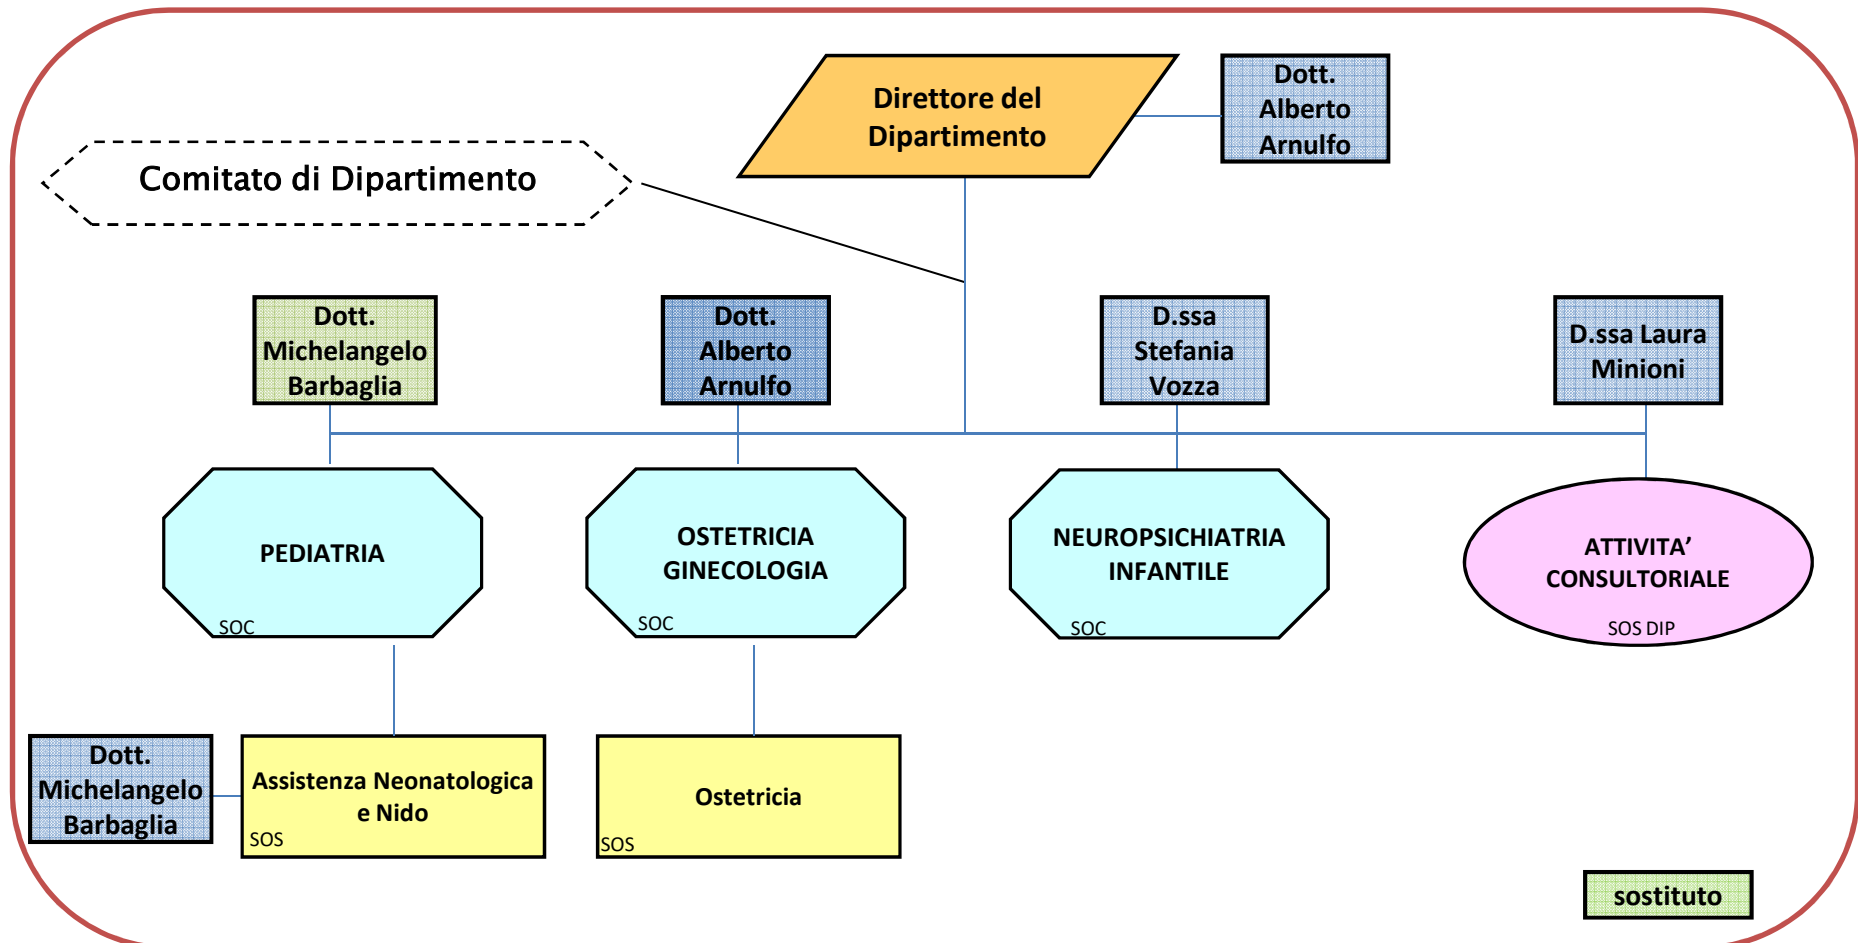 Direttore del
Dipartimento
Dott.
Alberto
Arnulfo
Comitato di Dipartimento
Dott.
Michelangelo
Barbaglia
Dott.
Alberto
Arnulfo
D.ssa
Stefania
Vozza
D.ssa Laura
Minioni
PEDIATRIA
SOC
OSTETRICIA
GINECOLOGIA
SOC
NEUROPSICHIATRIA
INFANTILE
SOC
ATTIVITA’
CONSULTORIALE
SOS DIP
Dott.
Michelangelo
Barbaglia
Assistenza Neonatologica
e Nido
SOS
Ostetricia
SOS
sostituto